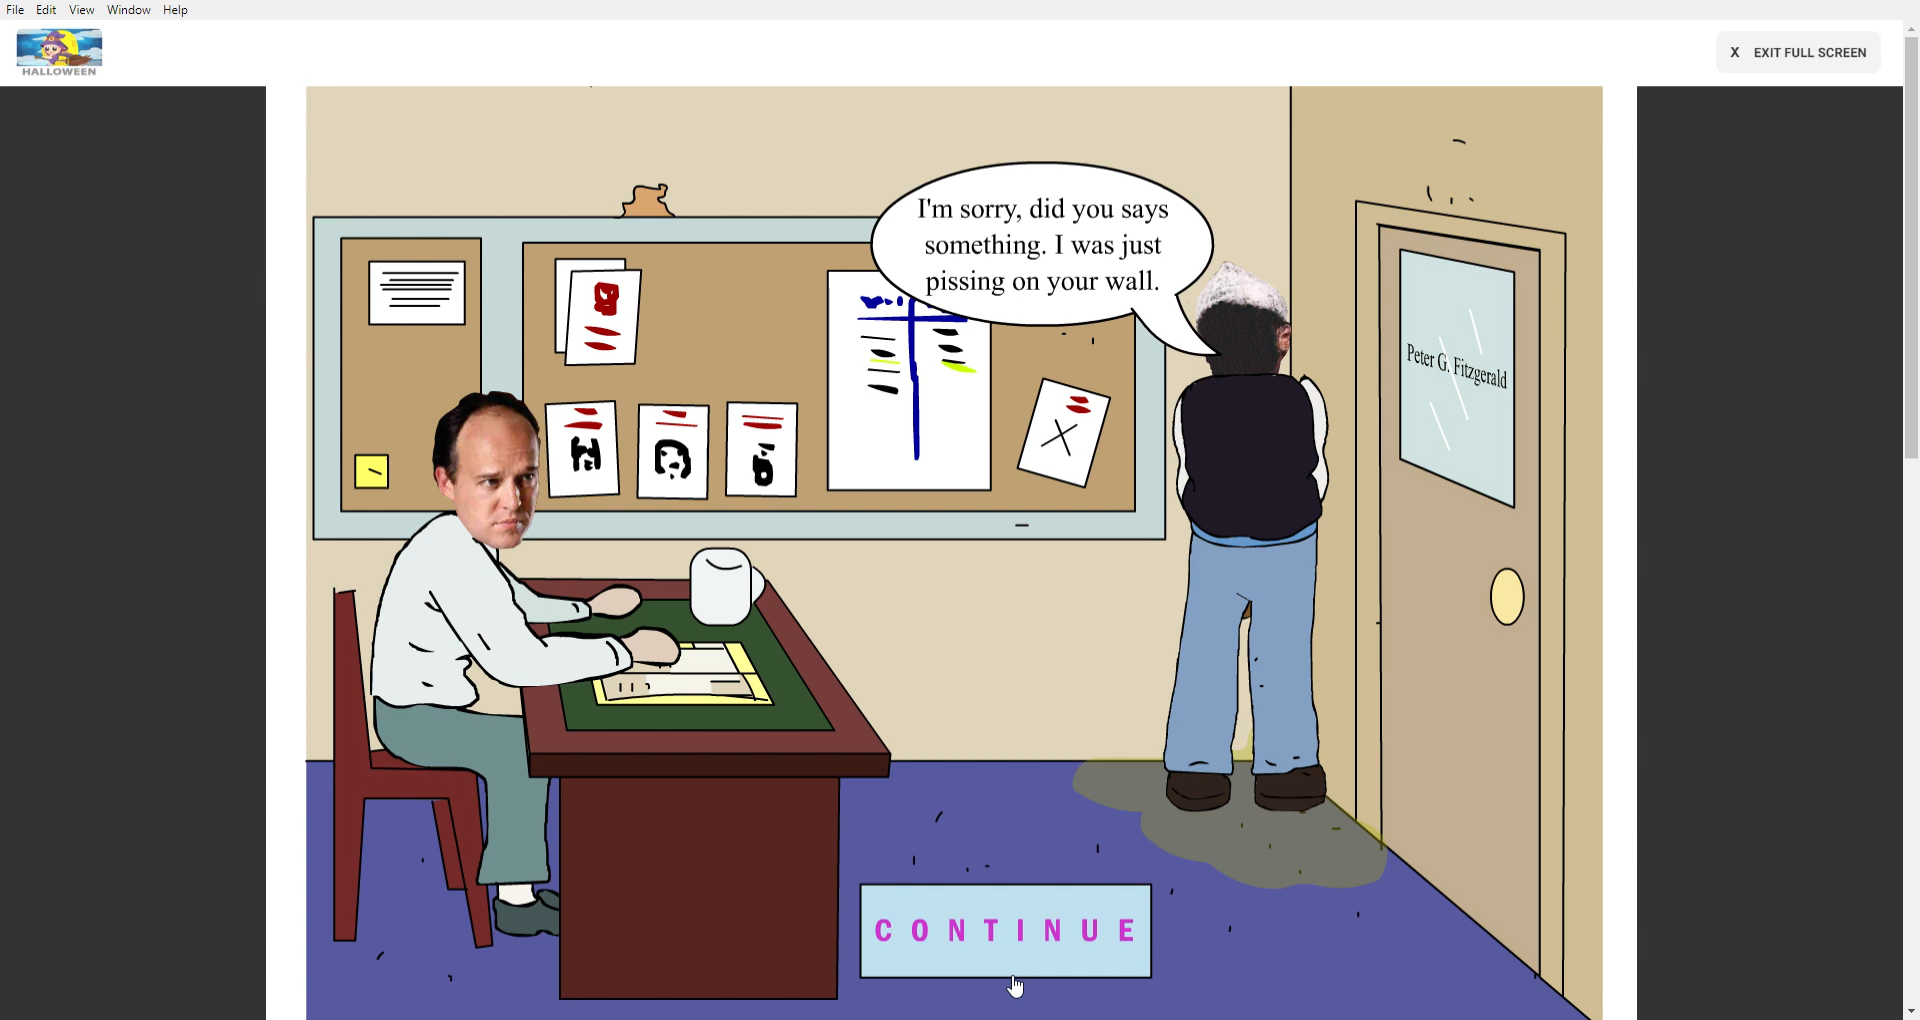 File Edit View Window Help
HALLOWEEN
X EXIT FULL SCREEN
I'm sorry, did you says
something. I was just
pissing on your wall.
Peter G. Fitzgerald
CONTINUE